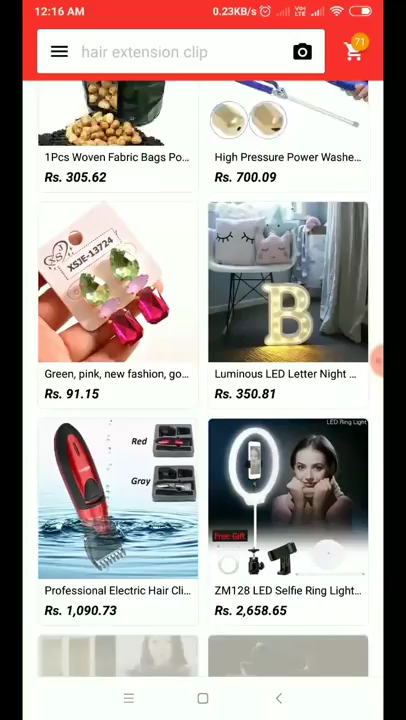 12:16 AM 0.23KB/s
71
hair extension clip
1Pcs Woven Fabric Bags Po...
Rs. 305.62
High Pressure Power Washe...
Rs. 700.09
XSJE-13724
Green, pink, new fashion, go...
Rs. 91.15
B
Luminous LED Letter Night ...
Rs. 350.81
Red
Gray
Professional Electric Hair Cli...
Rs. 1,090.73
LED Ring Light
Free Gift
ZM128 LED Selfie Ring Light...
Rs. 2,658.65